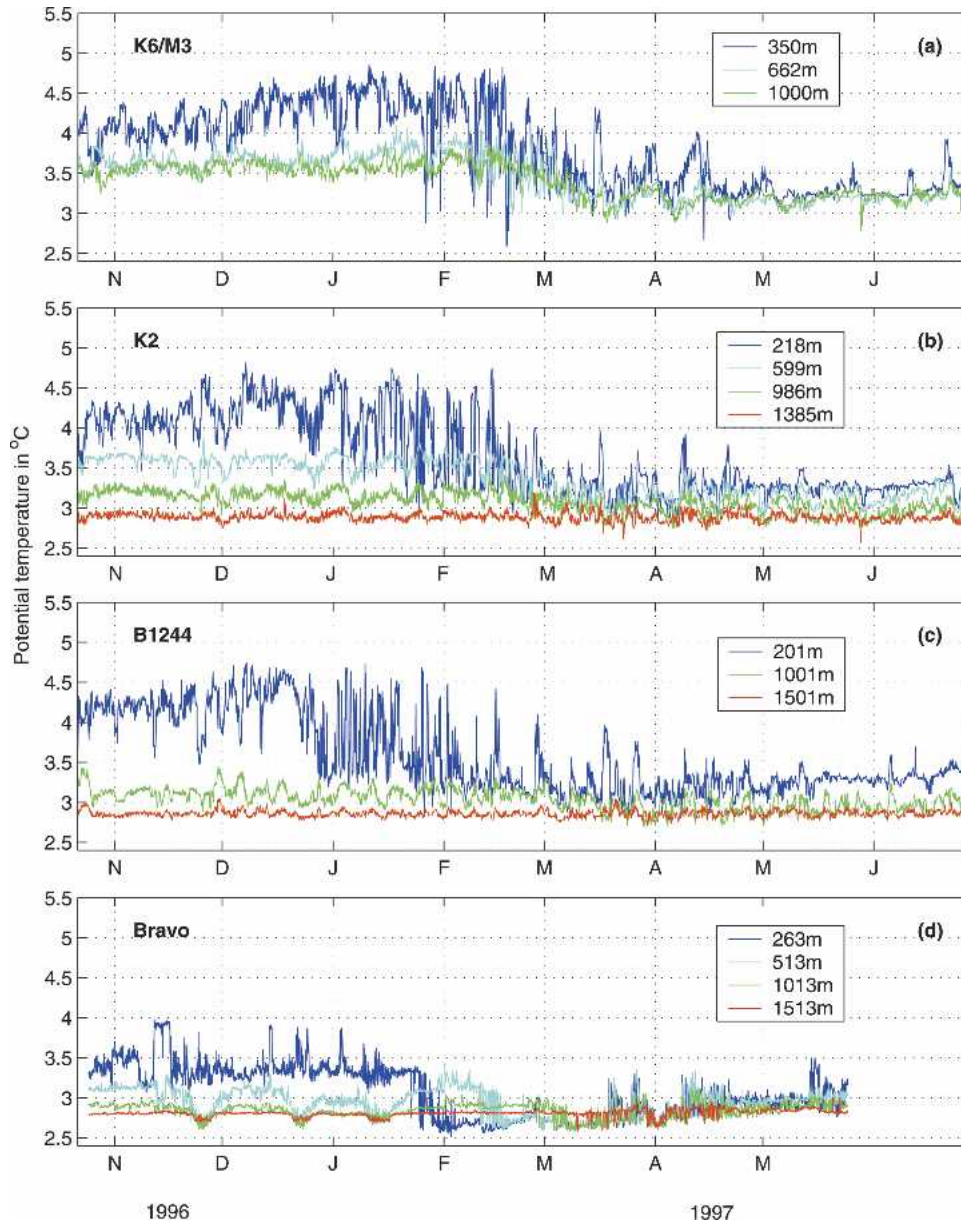 5.5
K6/M3
(a)
5
350m
4.5
662m
1000m
4
3.5
3
2.5
N D J F M A M J
5.5
K2
(b)
5
218m
4.5
599m
986m
4
1385m
3.5
3
2.5
N D J F M A M J
Potential temperature in °C
5.5
B1244
(c)
5
201m
4.5
1001m
1501m
4
3.5
3
2.5
N D J F M A M J
5.5
Bravo
(d)
5
263m
4.5
513m
1013m
4
1513m
3.5
3
2.5
N D J F M A M
1996 1997